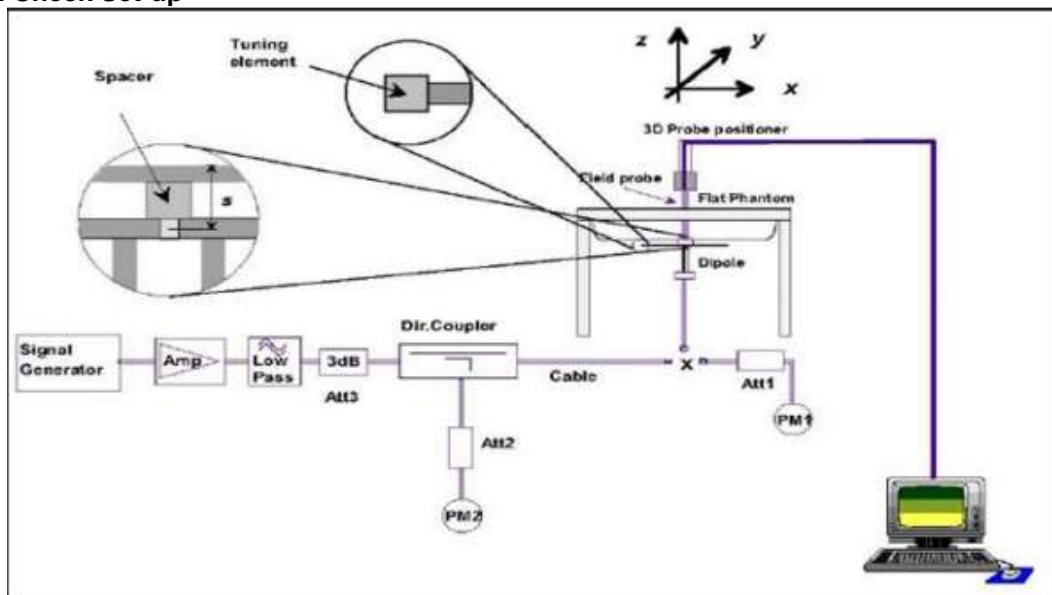 Tuning
element
Spacer
s
z
y
x
3D Probe positioner
Field probe
Flat Phantom
Dipole
Signal
Generator
Amp
Low
Pass
3dB
Att3
Dir.Coupler
Cable
X
Att1
PM1
Att2
PM2